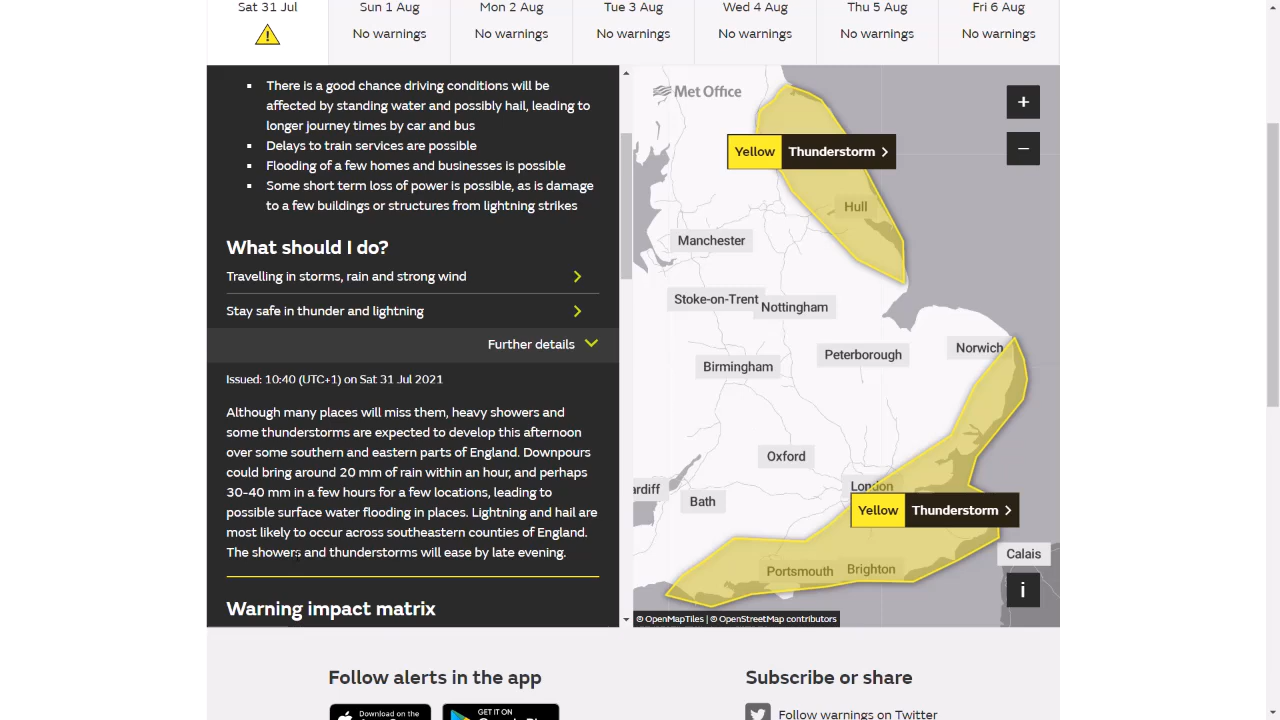 Sat 31 Jul
Sun 1 Aug
Mon 2 Aug
Tue 3 Aug
Wed 4 Aug
Thu 5 Aug
Fri 6 Aug
No warnings
No warnings
No warnings
No warnings
No warnings
No warnings
There is a good chance driving conditions will be
affected by standing water and possibly hail, leading to
longer journey times by car and bus
Delays to train services are possible
Flooding of a few homes and businesses is possible
Some short term loss of power is possible, as is damage
to a few buildings or structures from lightning strikes
What should I do?
Travelling in storms, rain and strong wind
Stay safe in thunder and lightning
Further details
Issued: 10:40 (UTC+1) on Sat 31 Jul 2021
Although many places will miss them, heavy showers and
some thunderstorms are expected to develop this afternoon
over some southern and eastern parts of England. Downpours
could bring around 20 mm of rain within an hour, and perhaps
30-40 mm in a few hours for a few locations, leading to
possible surface water flooding in places. Lightning and hail are
most likely to occur across southeastern counties of England.
The showers and thunderstorms will ease by late evening.
Warning impact matrix
Met Office
+
−
Yellow Thunderstorm
Hull
Manchester
Stoke-on-Trent
Nottingham
Norwich
Peterborough
Birmingham
Oxford
London
ardiff
Bath
Yellow Thunderstorm
Calais
Portsmouth
Brighton
i
© OpenMapTiles | © OpenStreetMap contributors
Follow alerts in the app
Subscribe or share
Download on the
GET IT ON
Follow warnings on Twitter